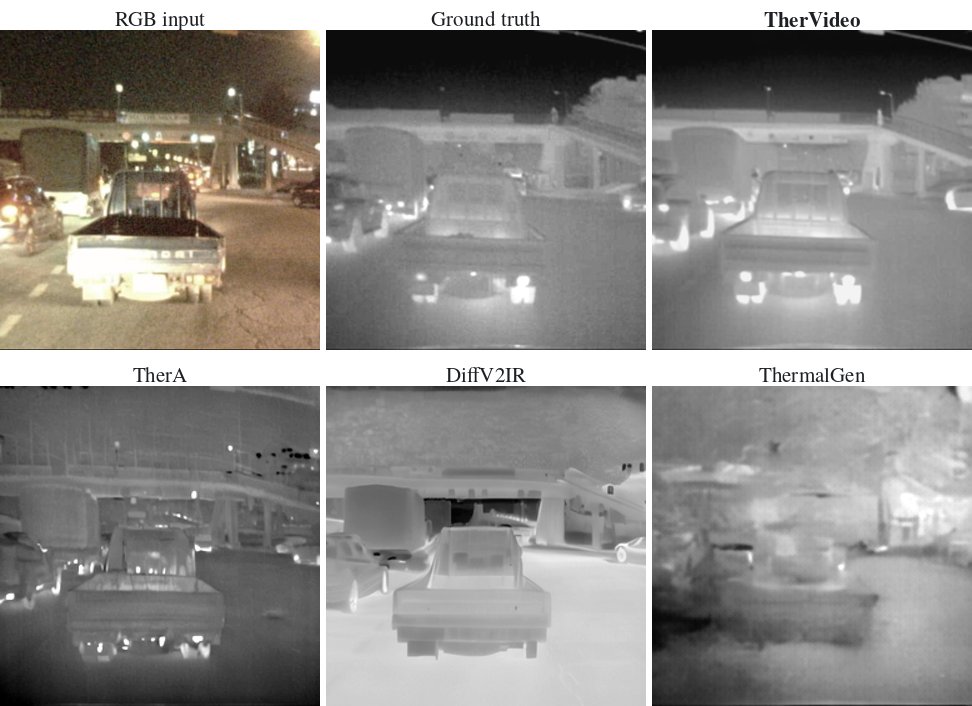 RGB input
Ground truth
TherVideo
TherA
DiffV2IR
ThermalGen